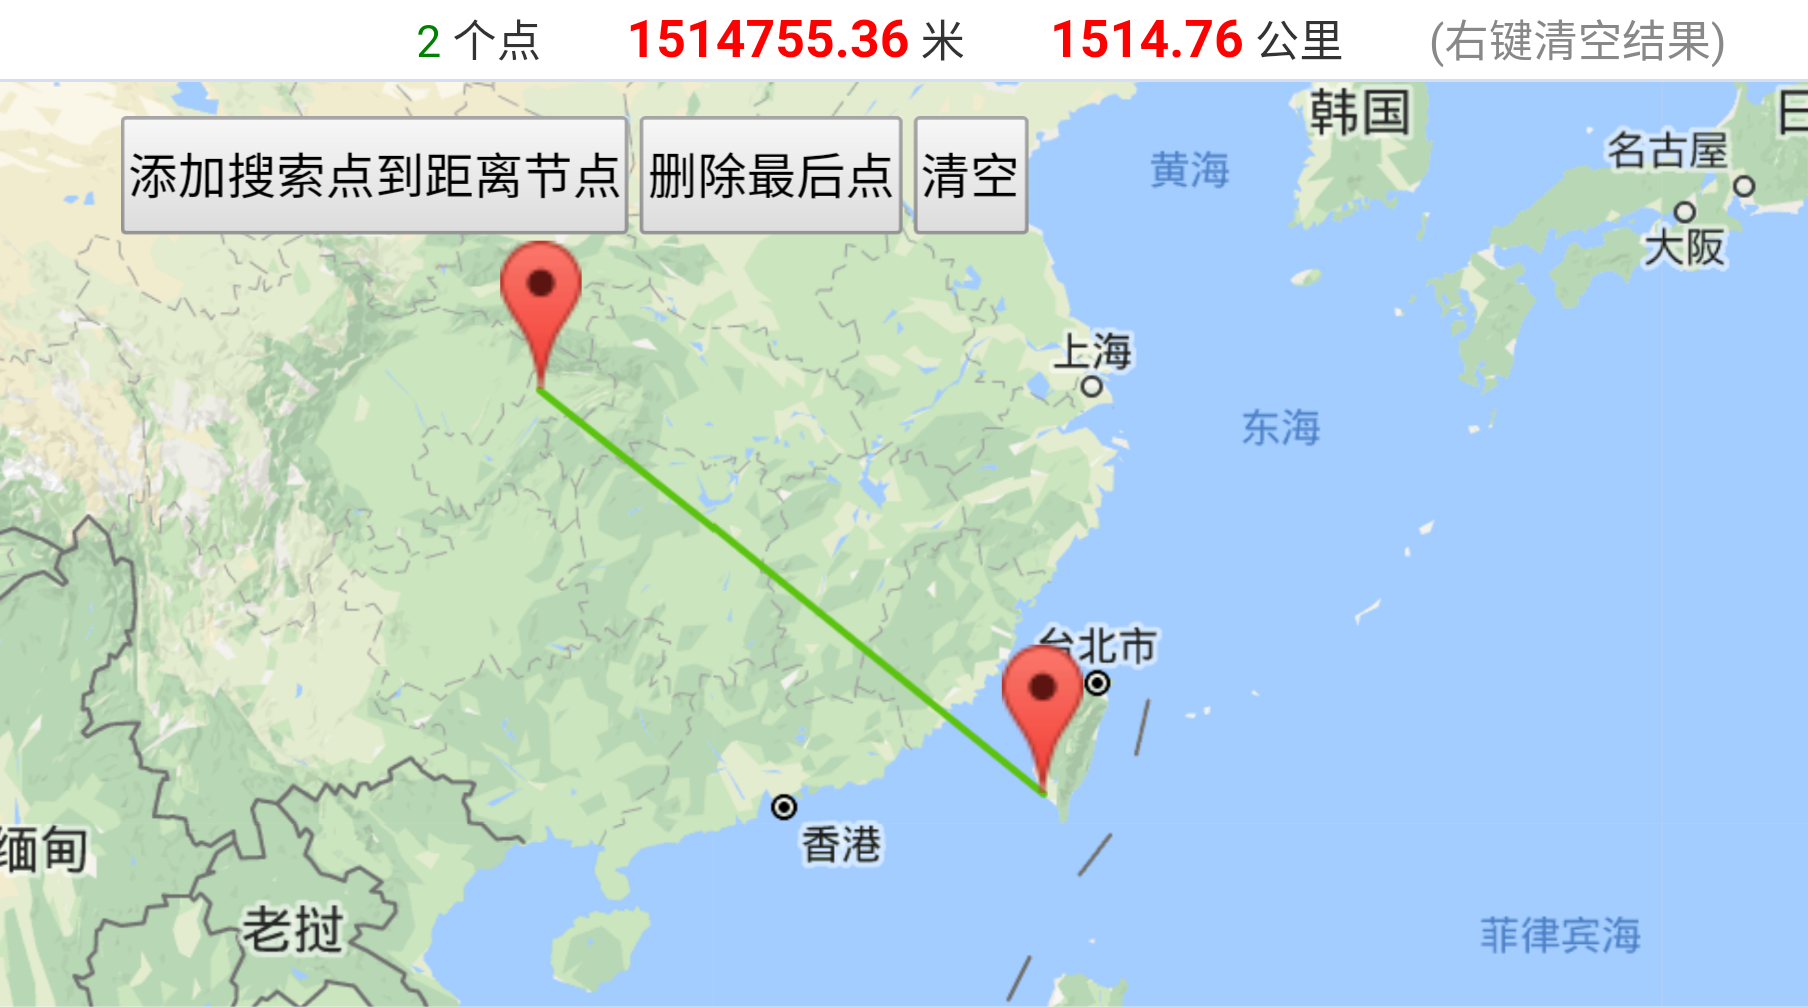 2 个点 1514755.36 米 1514.76 公里 (右键清空结果)
添加搜索点到距离节点 删除最后点 清空
韩国
日
名古屋
黄海
大阪
上海
东海
台北市
香港
缅甸
老挝
菲律宾海